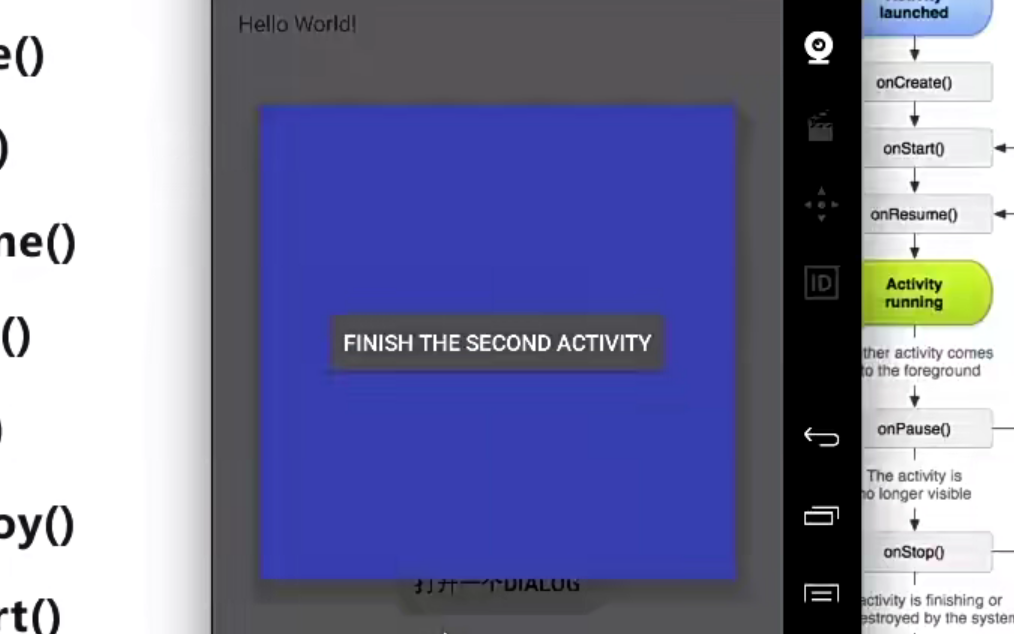 e()
)
me()
()
)
oy()
rt()
Hello World!
FINISH THE SECOND ACTIVITY
打开一个DIALOG
ID
Activity
launched
onCreate()
onStart()
onResume()
Activity
running
ther activity comes
to the foreground
onPause()
The activity is
no longer visible
onStop()
activity is finishing or
estroyed by the system